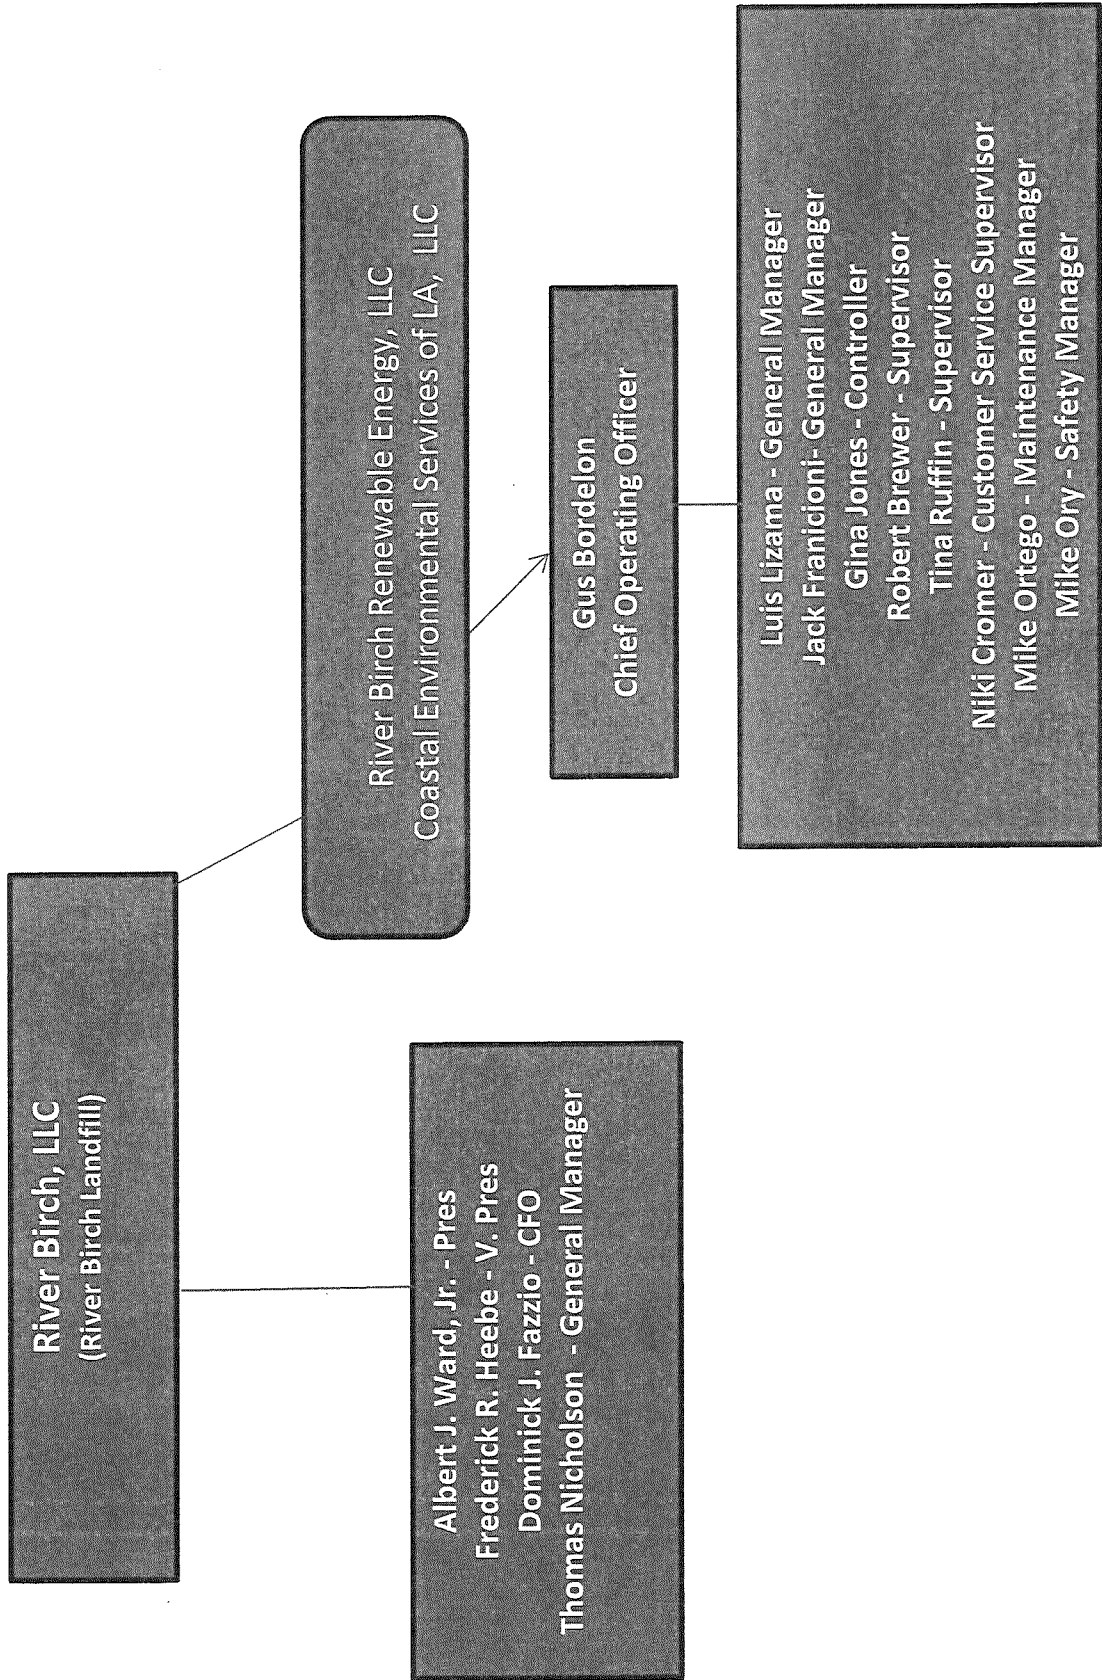 River Birch, LLC
(River Birch Landfill)
Albert J. Ward, Jr. - Pres
Frederick R. Heebe - V. Pres
Dominick J. Fazzio - CFO
Thomas Nicholson - General Manager
River Birch Renewable Energy, LLC
Coastal Environmental Services of LA, LLC
Gus Bordelon
Chief Operating Officer
Luis Lizama - General Manager
Jack Franicioni- General Manager
Gina Jones - Controller
Robert Brewer - Supervisor
Tina Ruffin - Supervisor
Niki Cromer - Customer Service Supervisor
Mike Ortego - Maintenance Manager
Mike Ory - Safety Manager